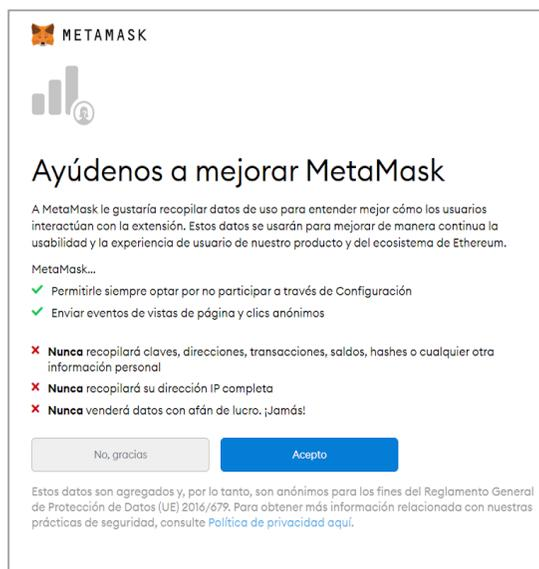 METAMASK
Ayúdenos a mejorar MetaMask
A MetaMask le gustaría recopilar datos de uso para entender mejor cómo los usuarios
interactúan con la extensión. Estos datos se usarán para mejorar de manera continua la
usabilidad y la experiencia de usuario de nuestro producto y del ecosistema de Ethereum.
MetaMask...
Permitirle siempre optar por no participar a través de Configuración
Enviar eventos de vistas de página y clics anónimos
Nunca recopilará claves, direcciones, transacciones, saldos, hashes o cualquier otra
información personal
Nunca recopilará su dirección IP completa
Nunca venderá datos con afán de lucro. ¡Jamás!
No, gracias
Acepto
Estos datos son agregados y, por lo tanto, son anónimos para los fines del Reglamento General
de Protección de Datos (UE) 2016/679. Para obtener más información relacionada con nuestras
prácticas de seguridad, consulte Política de privacidad aquí.